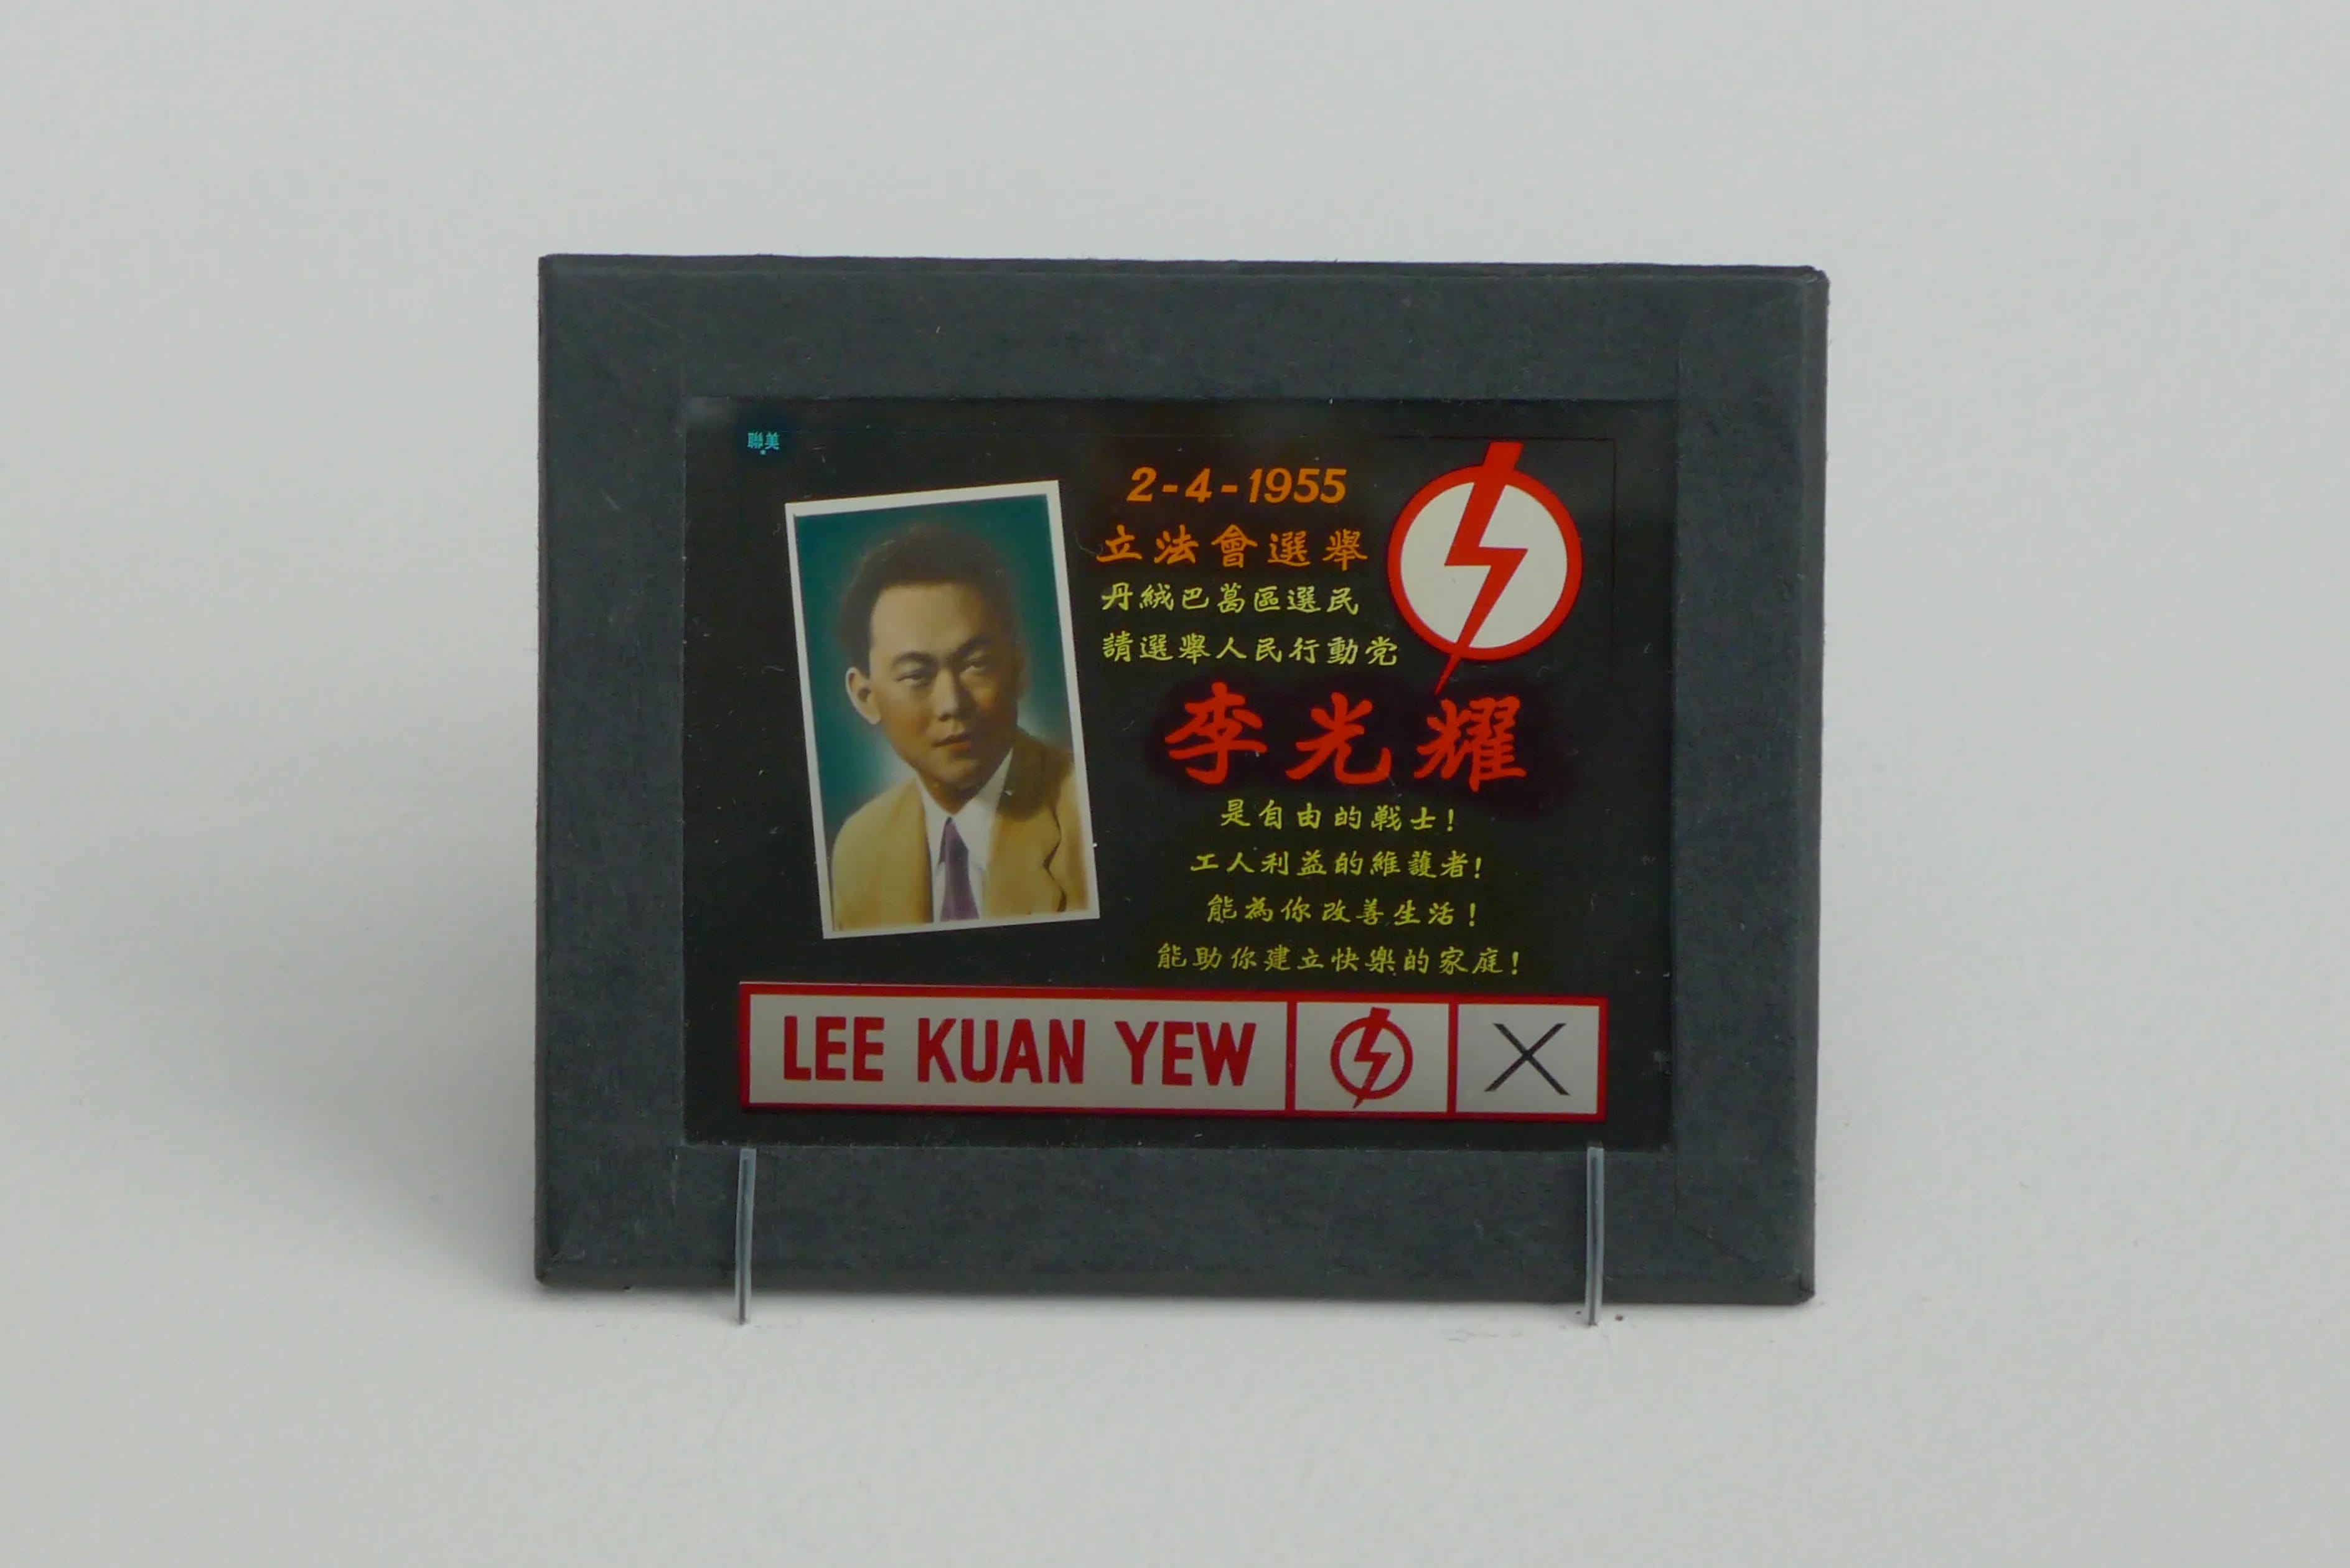 聯美
2-4-1955
立法會選舉
丹絨巴葛區選民
請選舉人民行動党
李光耀
是自由的戰士!
工人利益的維護者!
能為你改善生活!
能助你建立快樂的家庭!
LEE KUAN YEW X